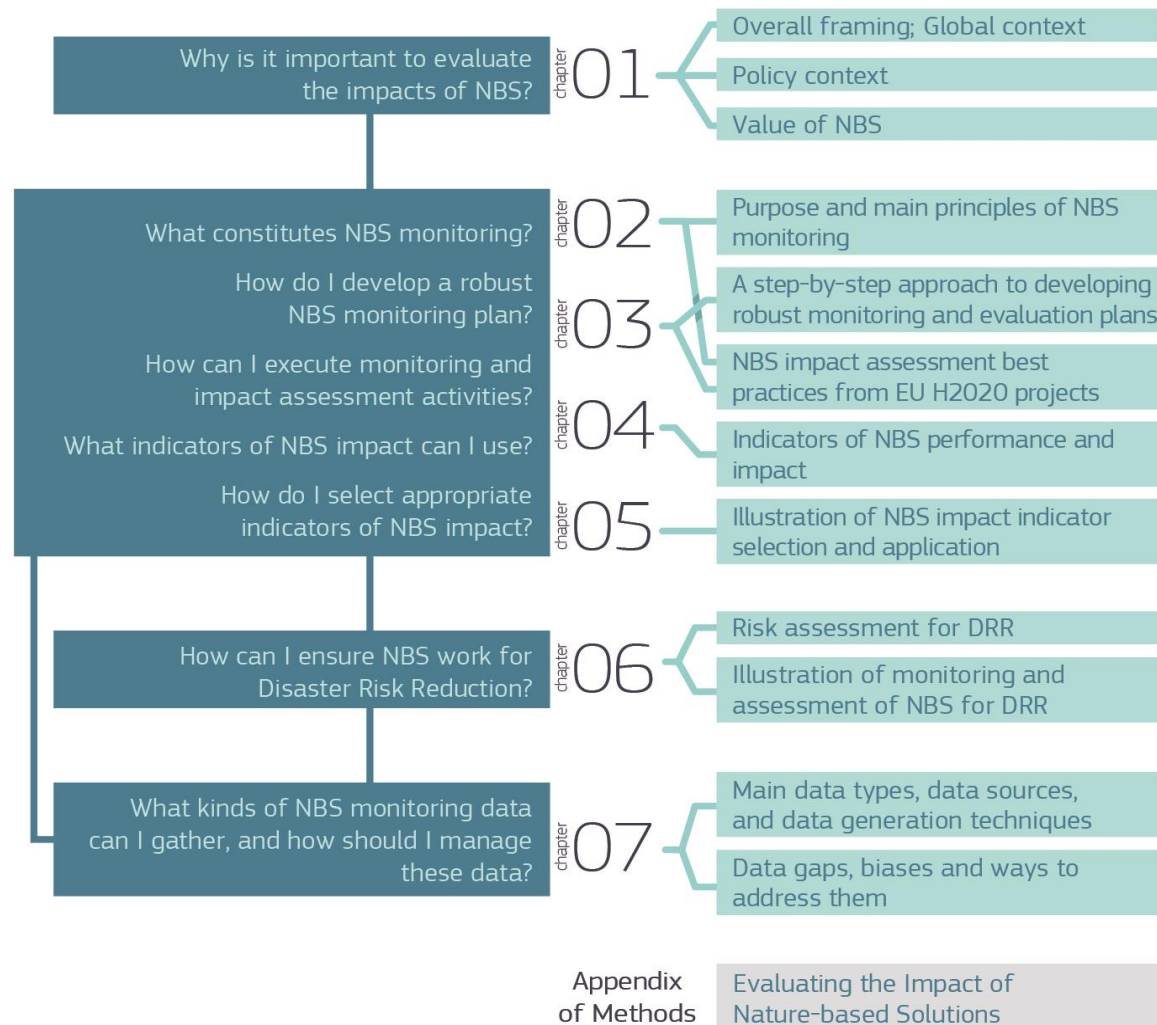 Why is it important to evaluate
the impacts of NBS?
chapter
01
Overall framing; Global context
Policy context
Value of NBS
What constitutes NBS monitoring?
How do I develop a robust
NBS monitoring plan?
How can I execute monitoring and
impact assessment activities?
What indicators of NBS impact can I use?
How do I select appropriate
indicators of NBS impact?
chapter
02
chapter
03
chapter
04
chapter
05
Purpose and main principles of NBS
monitoring
A step-by-step approach to developing
robust monitoring and evaluation plans
NBS impact assessment best
practices from EU H2020 projects
Indicators of NBS performance and
impact
Illustration of NBS impact indicator
selection and application
How can I ensure NBS work for
Disaster Risk Reduction?
chapter
06
Risk assessment for DRR
Illustration of monitoring and
assessment of NBS for DRR
What kinds of NBS monitoring data
can I gather, and how should I manage
these data?
chapter
07
Main data types, data sources,
and data generation techniques
Data gaps, biases and ways to
address them
Appendix
of Methods
Evaluating the Impact of
Nature-based Solutions